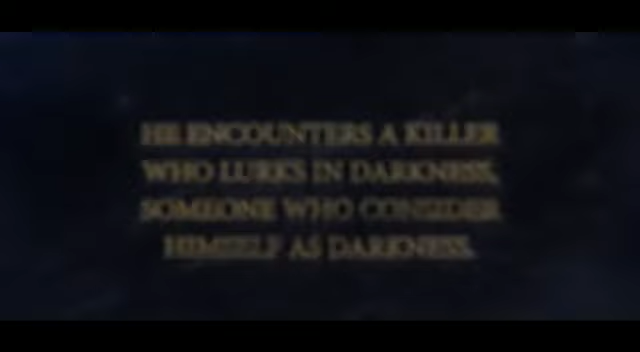 HE ENCOUNTERS A KILLER
WHO LURKS IN DARKNESS,
SOMEONE WHO CONSIDER
HIMSELF AS DARKNESS.